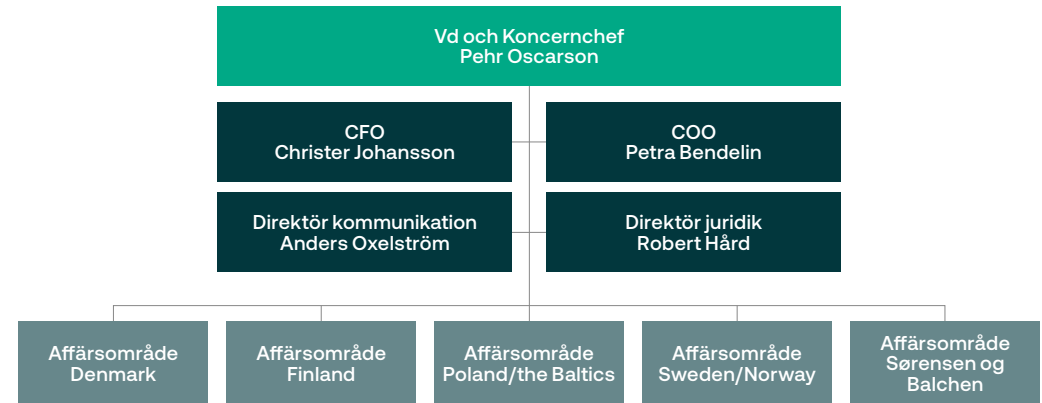 Vd och Koncernchef
Pehr Oscarson
CFO
Christer Johansson
COO
Petra Bendelin
Direktör kommunikation
Anders Oxelström
Direktör juridik
Robert Hård
Affärsområde
Denmark
Affärsområde
Finland
Affärsområde
Poland/the Baltics
Affärsområde
Sweden/Norway
Affärsområde
Sørensen og
Balchen